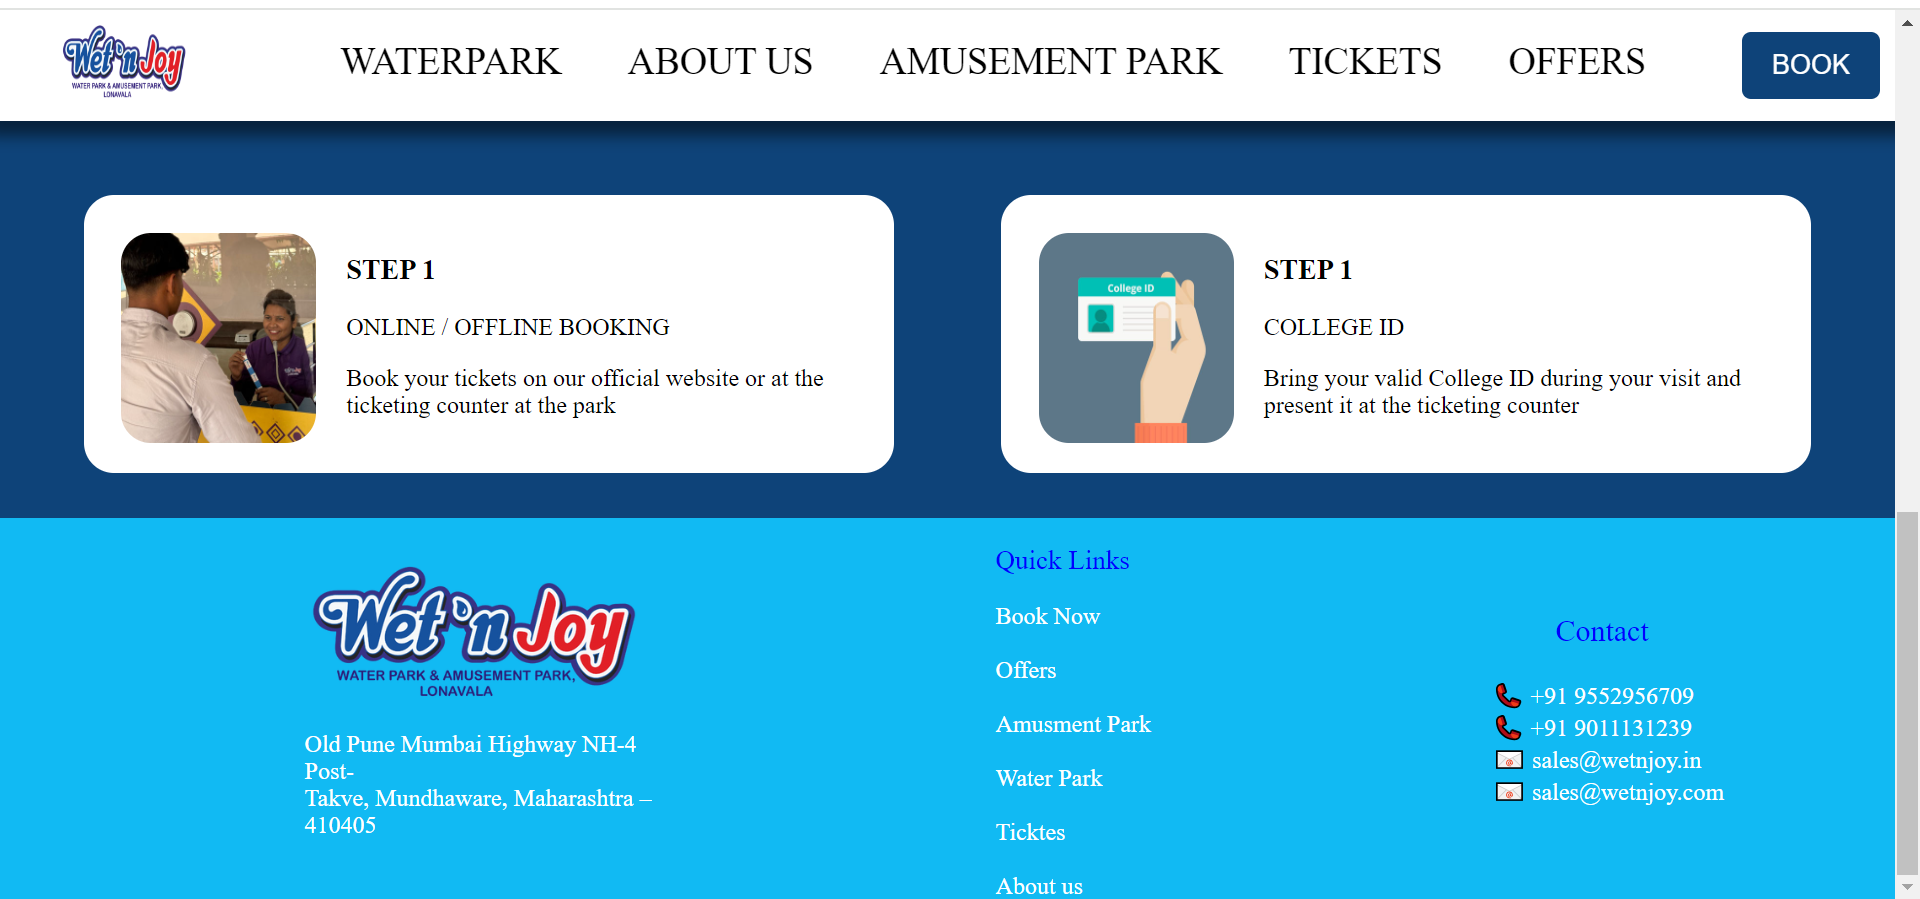 Wet'nJoy
WATER PARK & AMUSEMENT PARK
LONAVALA
WATERPARK
ABOUT US
AMUSEMENT PARK
TICKETS
OFFERS
BOOK
STEP 1
ONLINE / OFFLINE BOOKING
Book your tickets on our official website or at the
ticketing counter at the park
College ID
STEP 1
COLLEGE ID
Bring your valid College ID during your visit and
present it at the ticketing counter
Wet'nJoy
WATER PARK & AMUSEMENT PARK,
LONAVALA
Old Pune Mumbai Highway NH-4
Post-
Takve, Mundhaware, Maharashtra –
410405
Quick Links
Book Now
Offers
Amusment Park
Water Park
Ticktes
About us
Contact
+91 9552956709
+91 9011131239
sales@wetnjoy.in
sales@wetnjoy.com